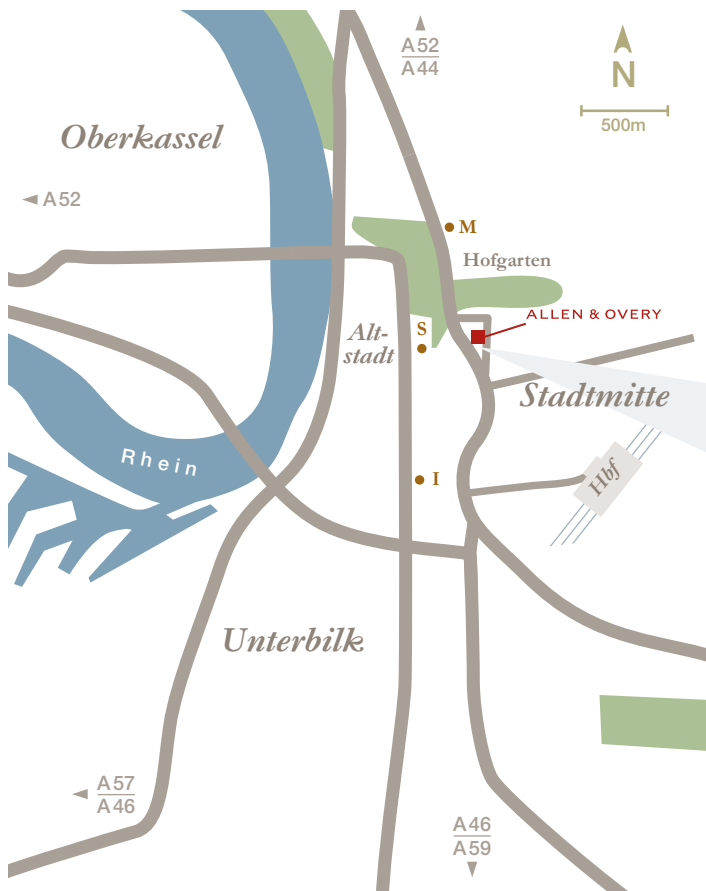 A52
A44
N
500m
Oberkassel
A52
M
Hofgarten
ALLEN & OVERY
S
Alt-
stadt
Stadtmitte
Rhein
Hbf
I
Unterbilk
A57
A46
A46
A59